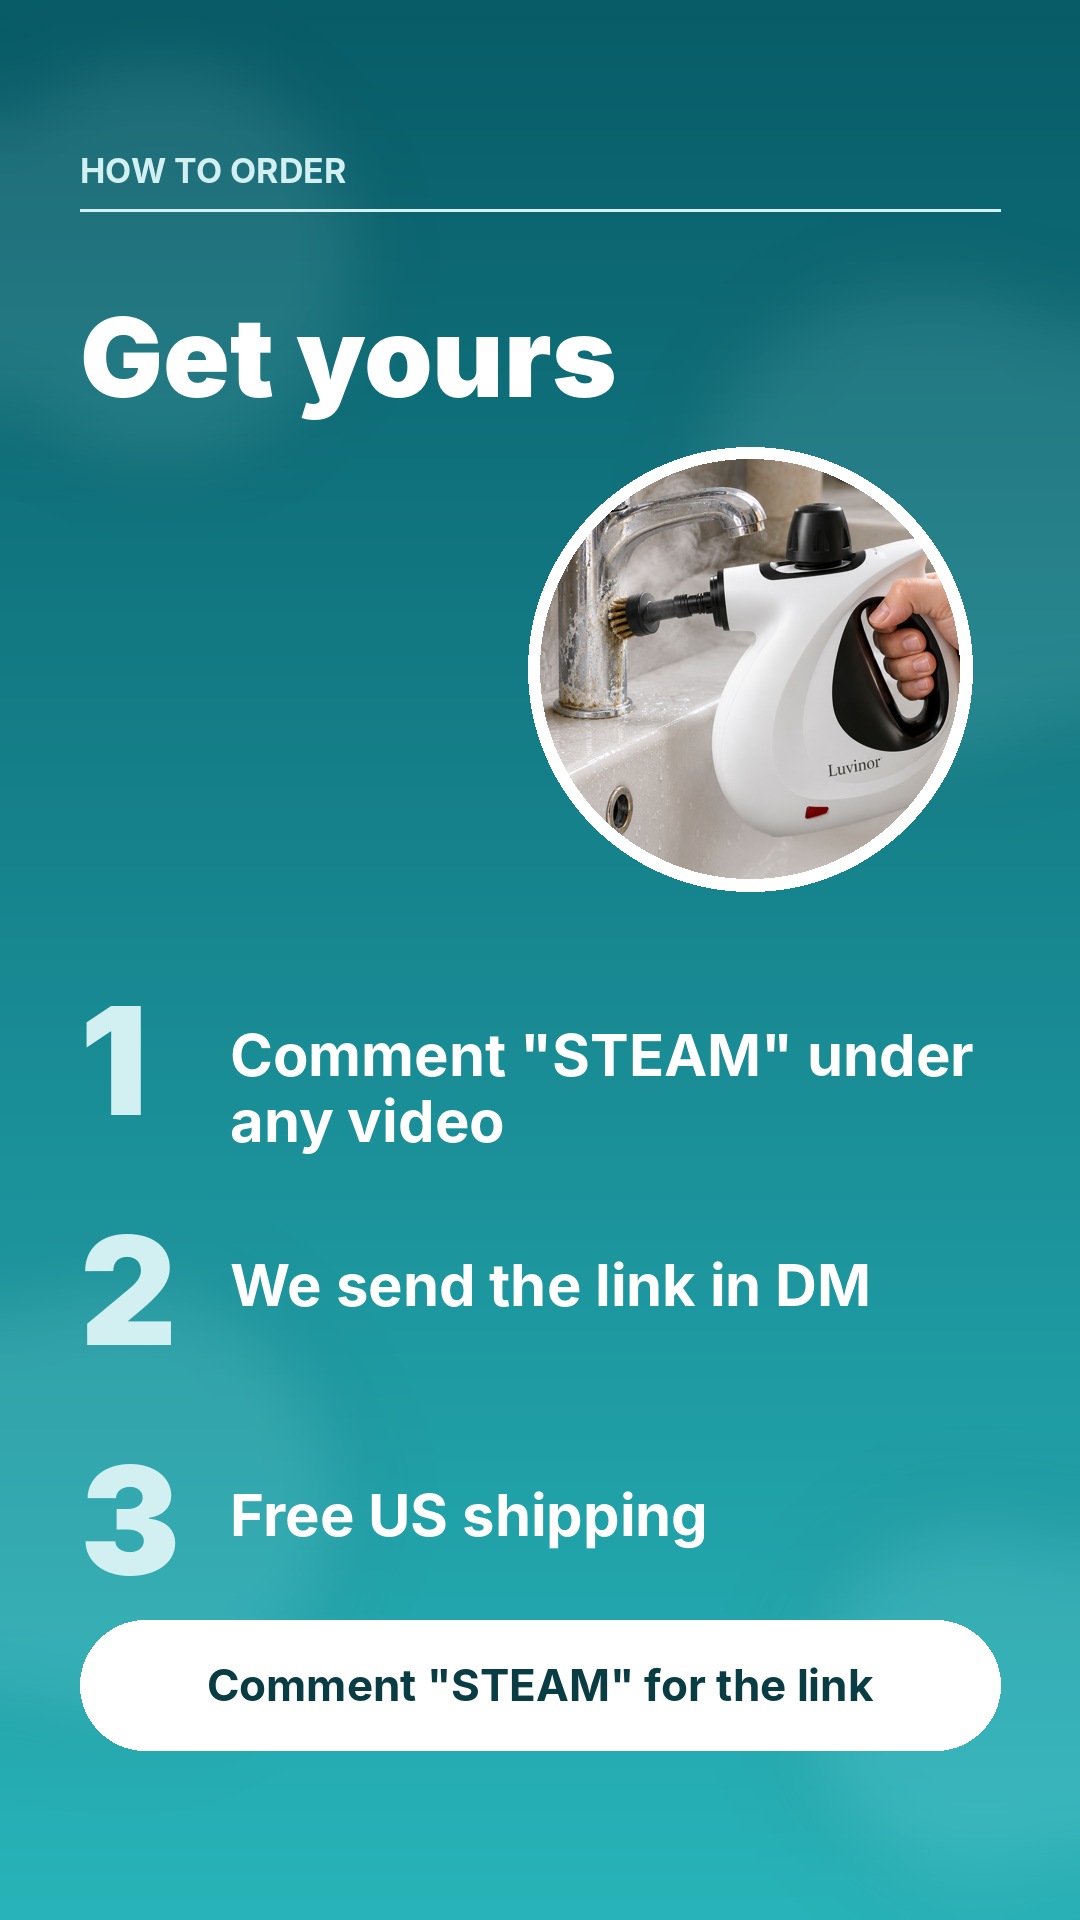 HOW TO ORDER
Get yours
Luvinor
1
Comment "STEAM" under
any video
2
We send the link in DM
3
Free US shipping
Comment "STEAM" for the link